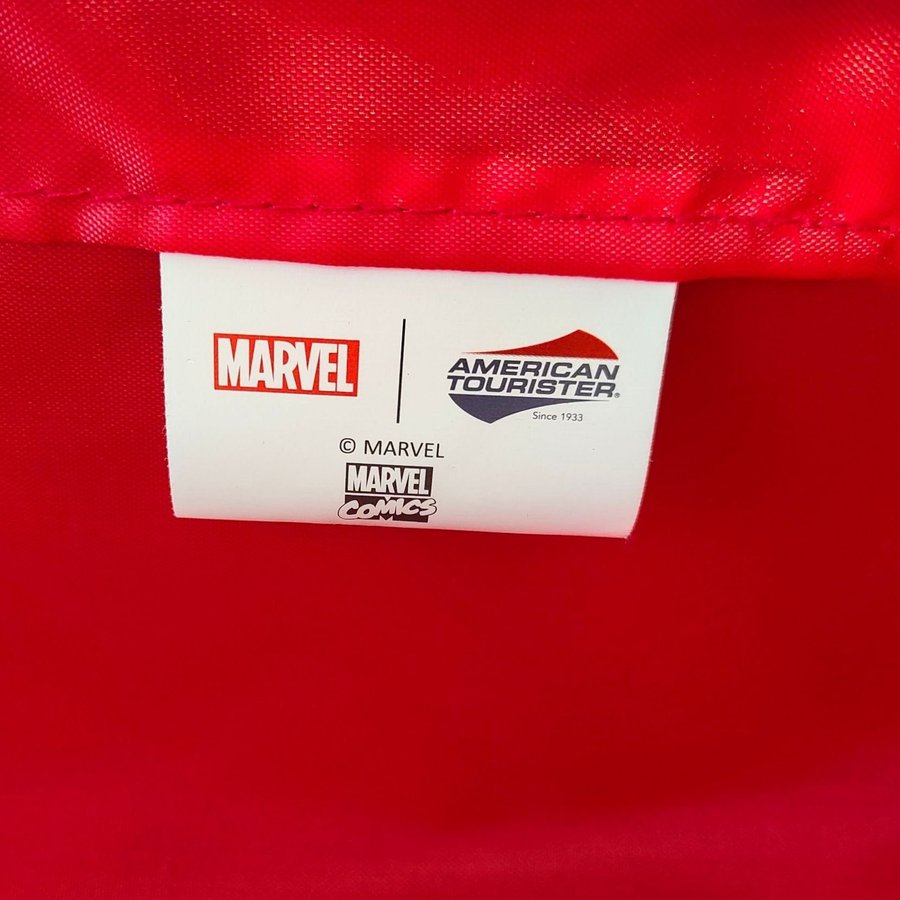 MARVEL
AMERICAN
TOURISTER®
Since 1933
© MARVEL
MARVEL
COMICS